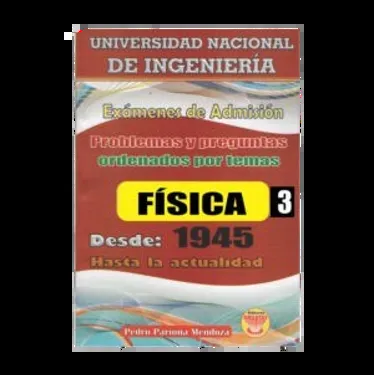 UNIVERSIDAD NACIONAL
DE INGENIERÍA
Exámenes de Admisión
Problemas y preguntas
ordenados por temas
FÍSICA 3
Desde: 1945
Hasta la actualidad
Pedro Mendoza